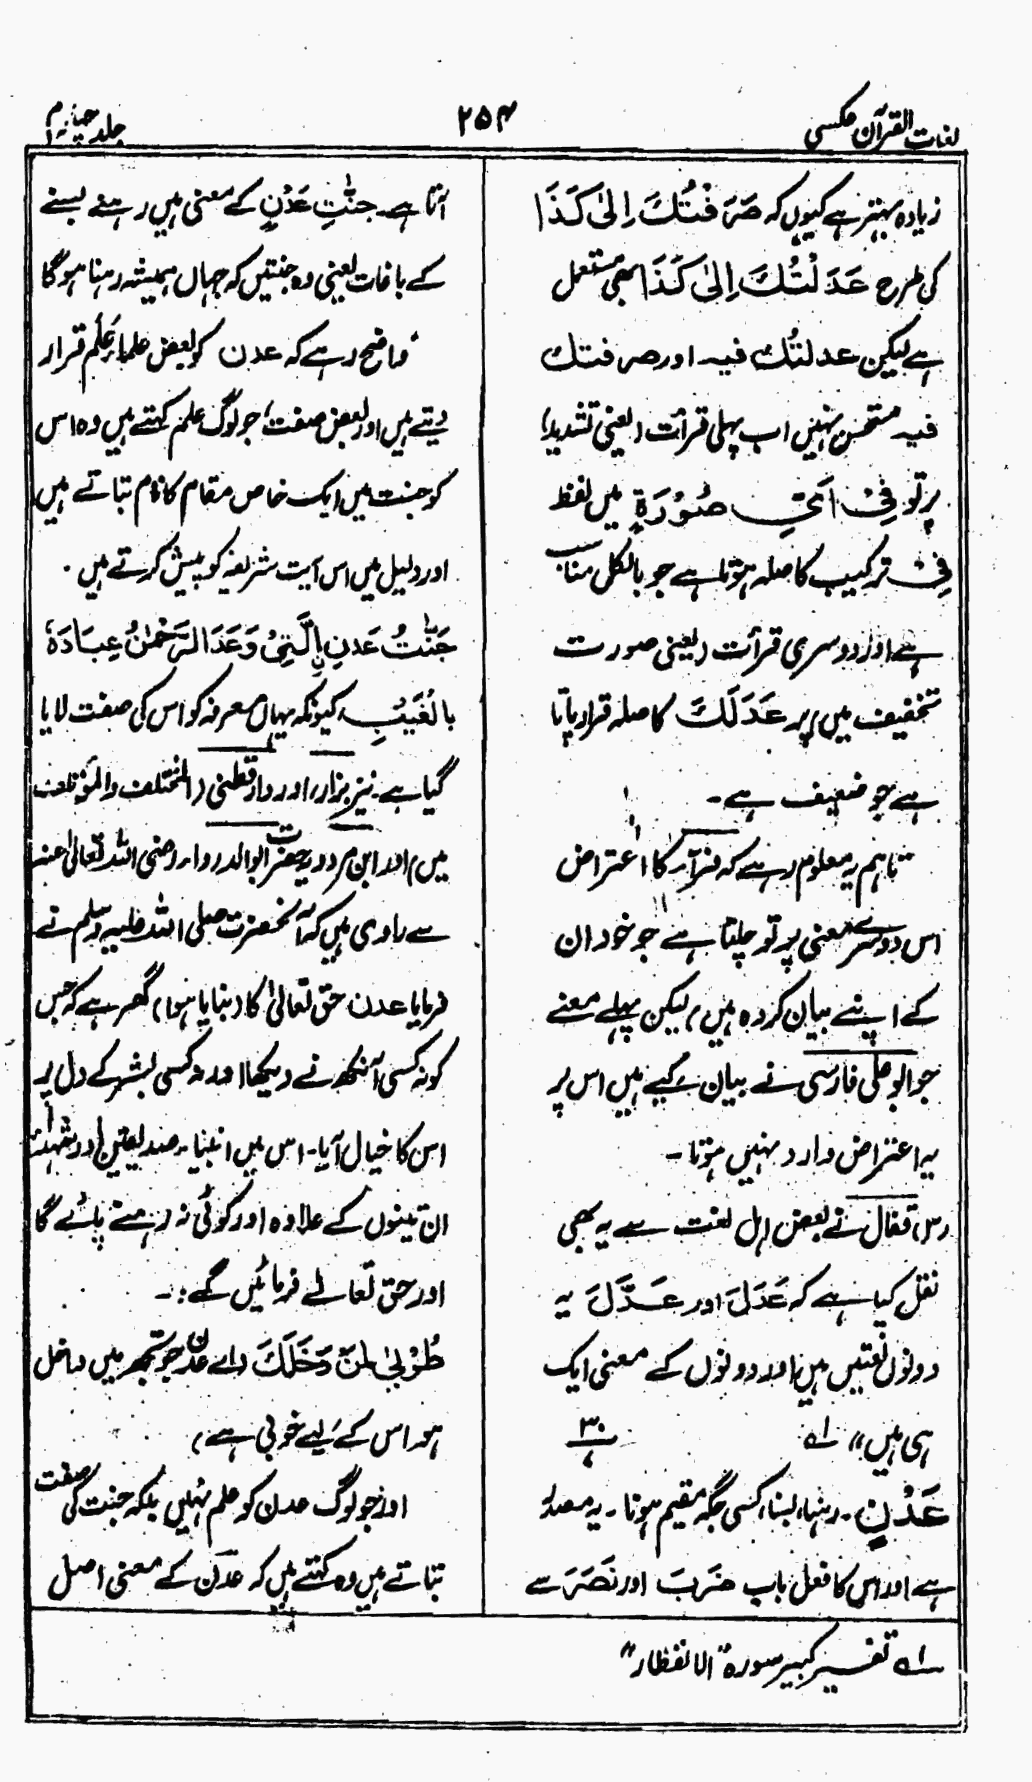 لغات القرآن عکسی
۲۵۴
جلد چہارم
زیادہ بہتر ہے کیوں کہ صَرَفْتُكَ اِلیٰ كَذَا
کی طرح عَدَلْتُكَ اِلیٰ كَذَا بھی مستعمل
ہے لیکن عدلتُك فیه اور صرفتك
فیه مستحسن نہیں اب پہلی قرأت (یعنی تشدید)
پر تو فِیْ اَیِّ صُوْرَةٍ میں لفظ
فِیْ ترکیب کا صلہ ہوتا ہے جو بالکل مناسب
ہے اور دوسری قرأت (یعنی صورت
تخفیف میں) پر عَدَلَكَ کا صلہ قرار پاتا
ہے جو ضعیف ہے۔
تاہم یہ معلوم رہے کہ فرآء کا اعتراض
اس دوسرے معنی پر تو چلتا ہے جو خود ان
کے اپنے بیان کردہ ہیں، لیکن پہلے معنے
جو ابو علی فارسی نے بیان کیے ہیں اس پر
یہ اعتراض وارد نہیں ہوتا۔
(س) قفال نے بعض اہل لغت سے یہ بھی
نقل کیا ہے کہ عَدَلَ اور عَدَّلَ یہ
دونوں لغتیں ہیں اور دونوں کے معنی ایک
ہی ہیں" لہ ۳۰
عَدْنٍ۔ رہنا، بسنا، کسی جگہ مقیم ہونا۔ یہ مصدر
ہے اور اس کا فعل باب ضَرَبَ اور نَصَرَ سے
آتا ہے۔ جنّٰتِ عَدْنٍ کے معنی ہیں رہنے بسنے
کے باغات یعنی وہ جنتیں کہ جہاں ہمیشہ رہنا ہوگا
واضح رہے کہ عدن کو بعض علماء عَلَم قرار
دیتے ہیں اور بعض صفت، جو لوگ علم کہتے ہیں وہ اس
کو جنت میں ایک خاص مقام کا نام بتاتے ہیں
اور دلیل میں اس آیت شریفہ کو پیش کرتے ہیں۔
جَنّٰتُ عَدْنِ اِلَّتِیْ وَعَدَ الرَّحْمٰنُ عِبَادَهٗ
بِالْغَیْبِ، کیونکہ یہاں معرفہ کو اس کی صفت لایا
گیا ہے۔ نیز بزار، اور دارقطنی (المختلف والمؤتلف
میں) اور ابن مردویہ حضرت ابوالدرداء رضی اللہ تعالیٰ عنہ
سے راوی ہیں کہ آنحضرت صلی اللہ علیہ وسلم نے
فرمایا عدن حق تعالیٰ کا (بنایا ہوا) گھر ہے کہ جس
کو نہ کسی آنکھ نے دیکھا اور نہ کسی بشر کے دل پر
اس کا خیال آیا۔ اس میں انبیا۔ صدیقین اور شہداء
ان تینوں کے علاوہ اور کوئی نہ رہنے پائے گا
اور حق تعالےٰ فرمائیں گے:۔
طُوْبیٰ لِمَنْ دَخَلَكَ (اے عدن جو تجھ میں داخل
ہو اس کے لیے خوبی ہے)
اور جو لوگ عدن کو علم نہیں بلکہ جنت کی صفت
بتاتے ہیں وہ کہتے ہیں کہ عدن کے معنی اصل
لہ تفسیر کبیر سورہ "الانفطار"